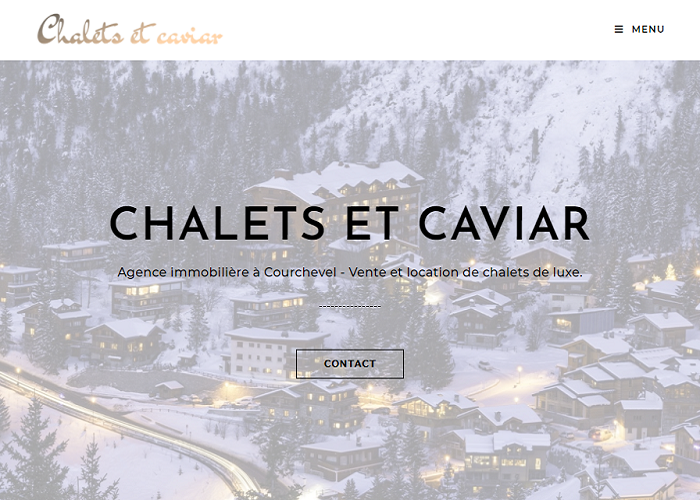 Chalets et caviar
MENU
CHALETS ET CAVIAR
Agence immobilière à Courchevel - Vente et location de chalets de luxe.
----------------
CONTACT